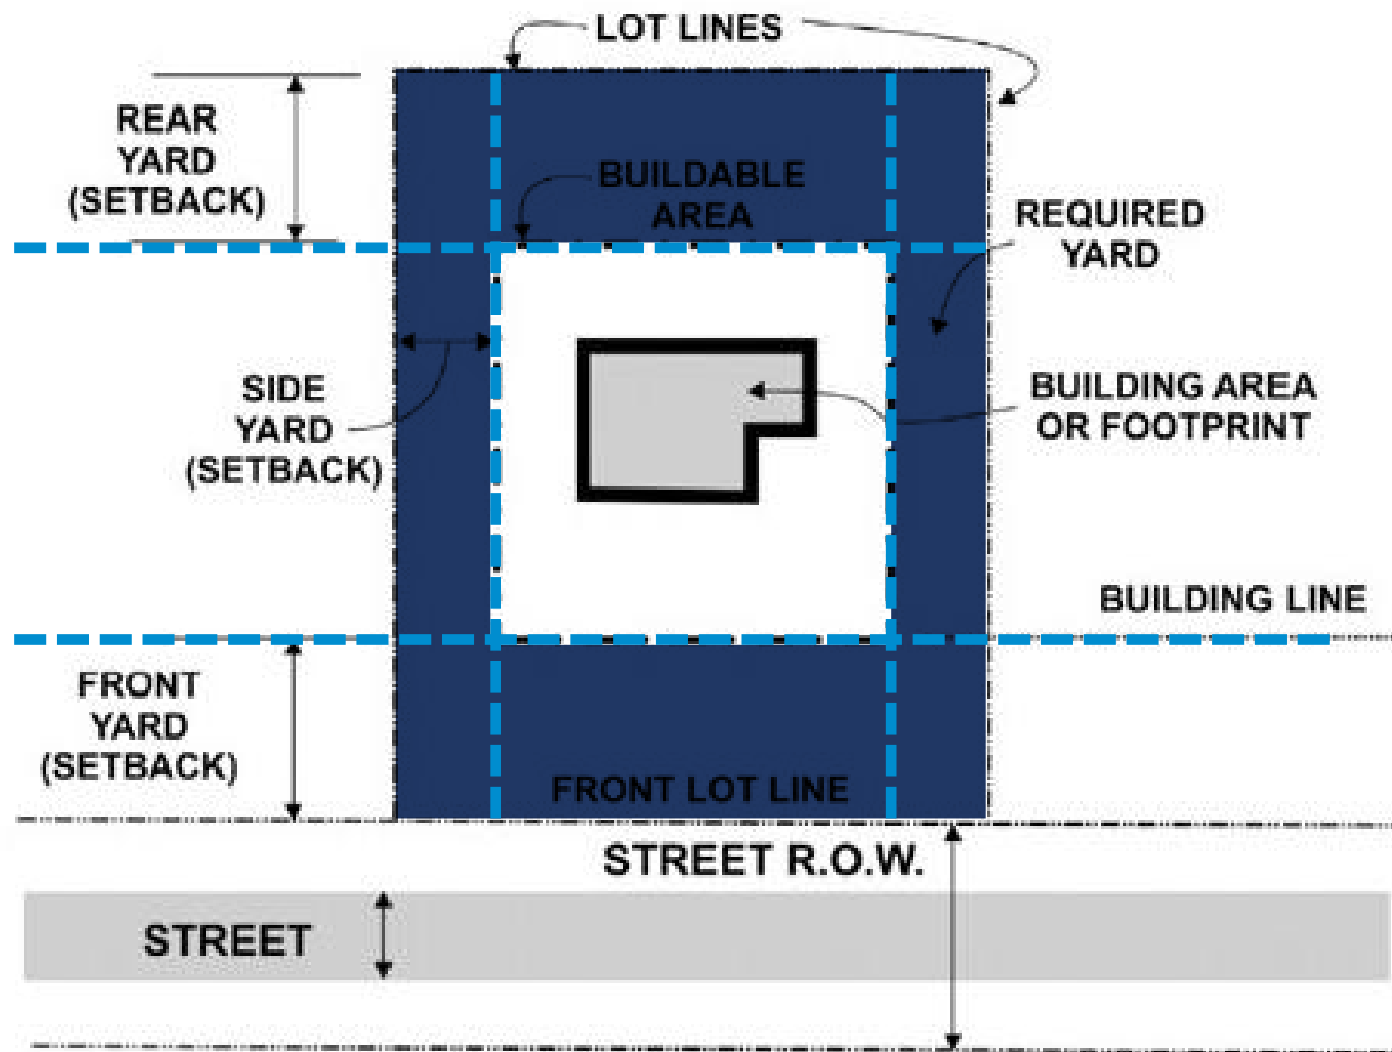 LOT LINES
REAR
YARD
(SETBACK)
BUILDABLE
AREA
REQUIRED
YARD
SIDE
YARD
(SETBACK)
BUILDING AREA
OR FOOTPRINT
BUILDING LINE
FRONT
YARD
(SETBACK)
FRONT LOT LINE
STREET R.O.W.
STREET